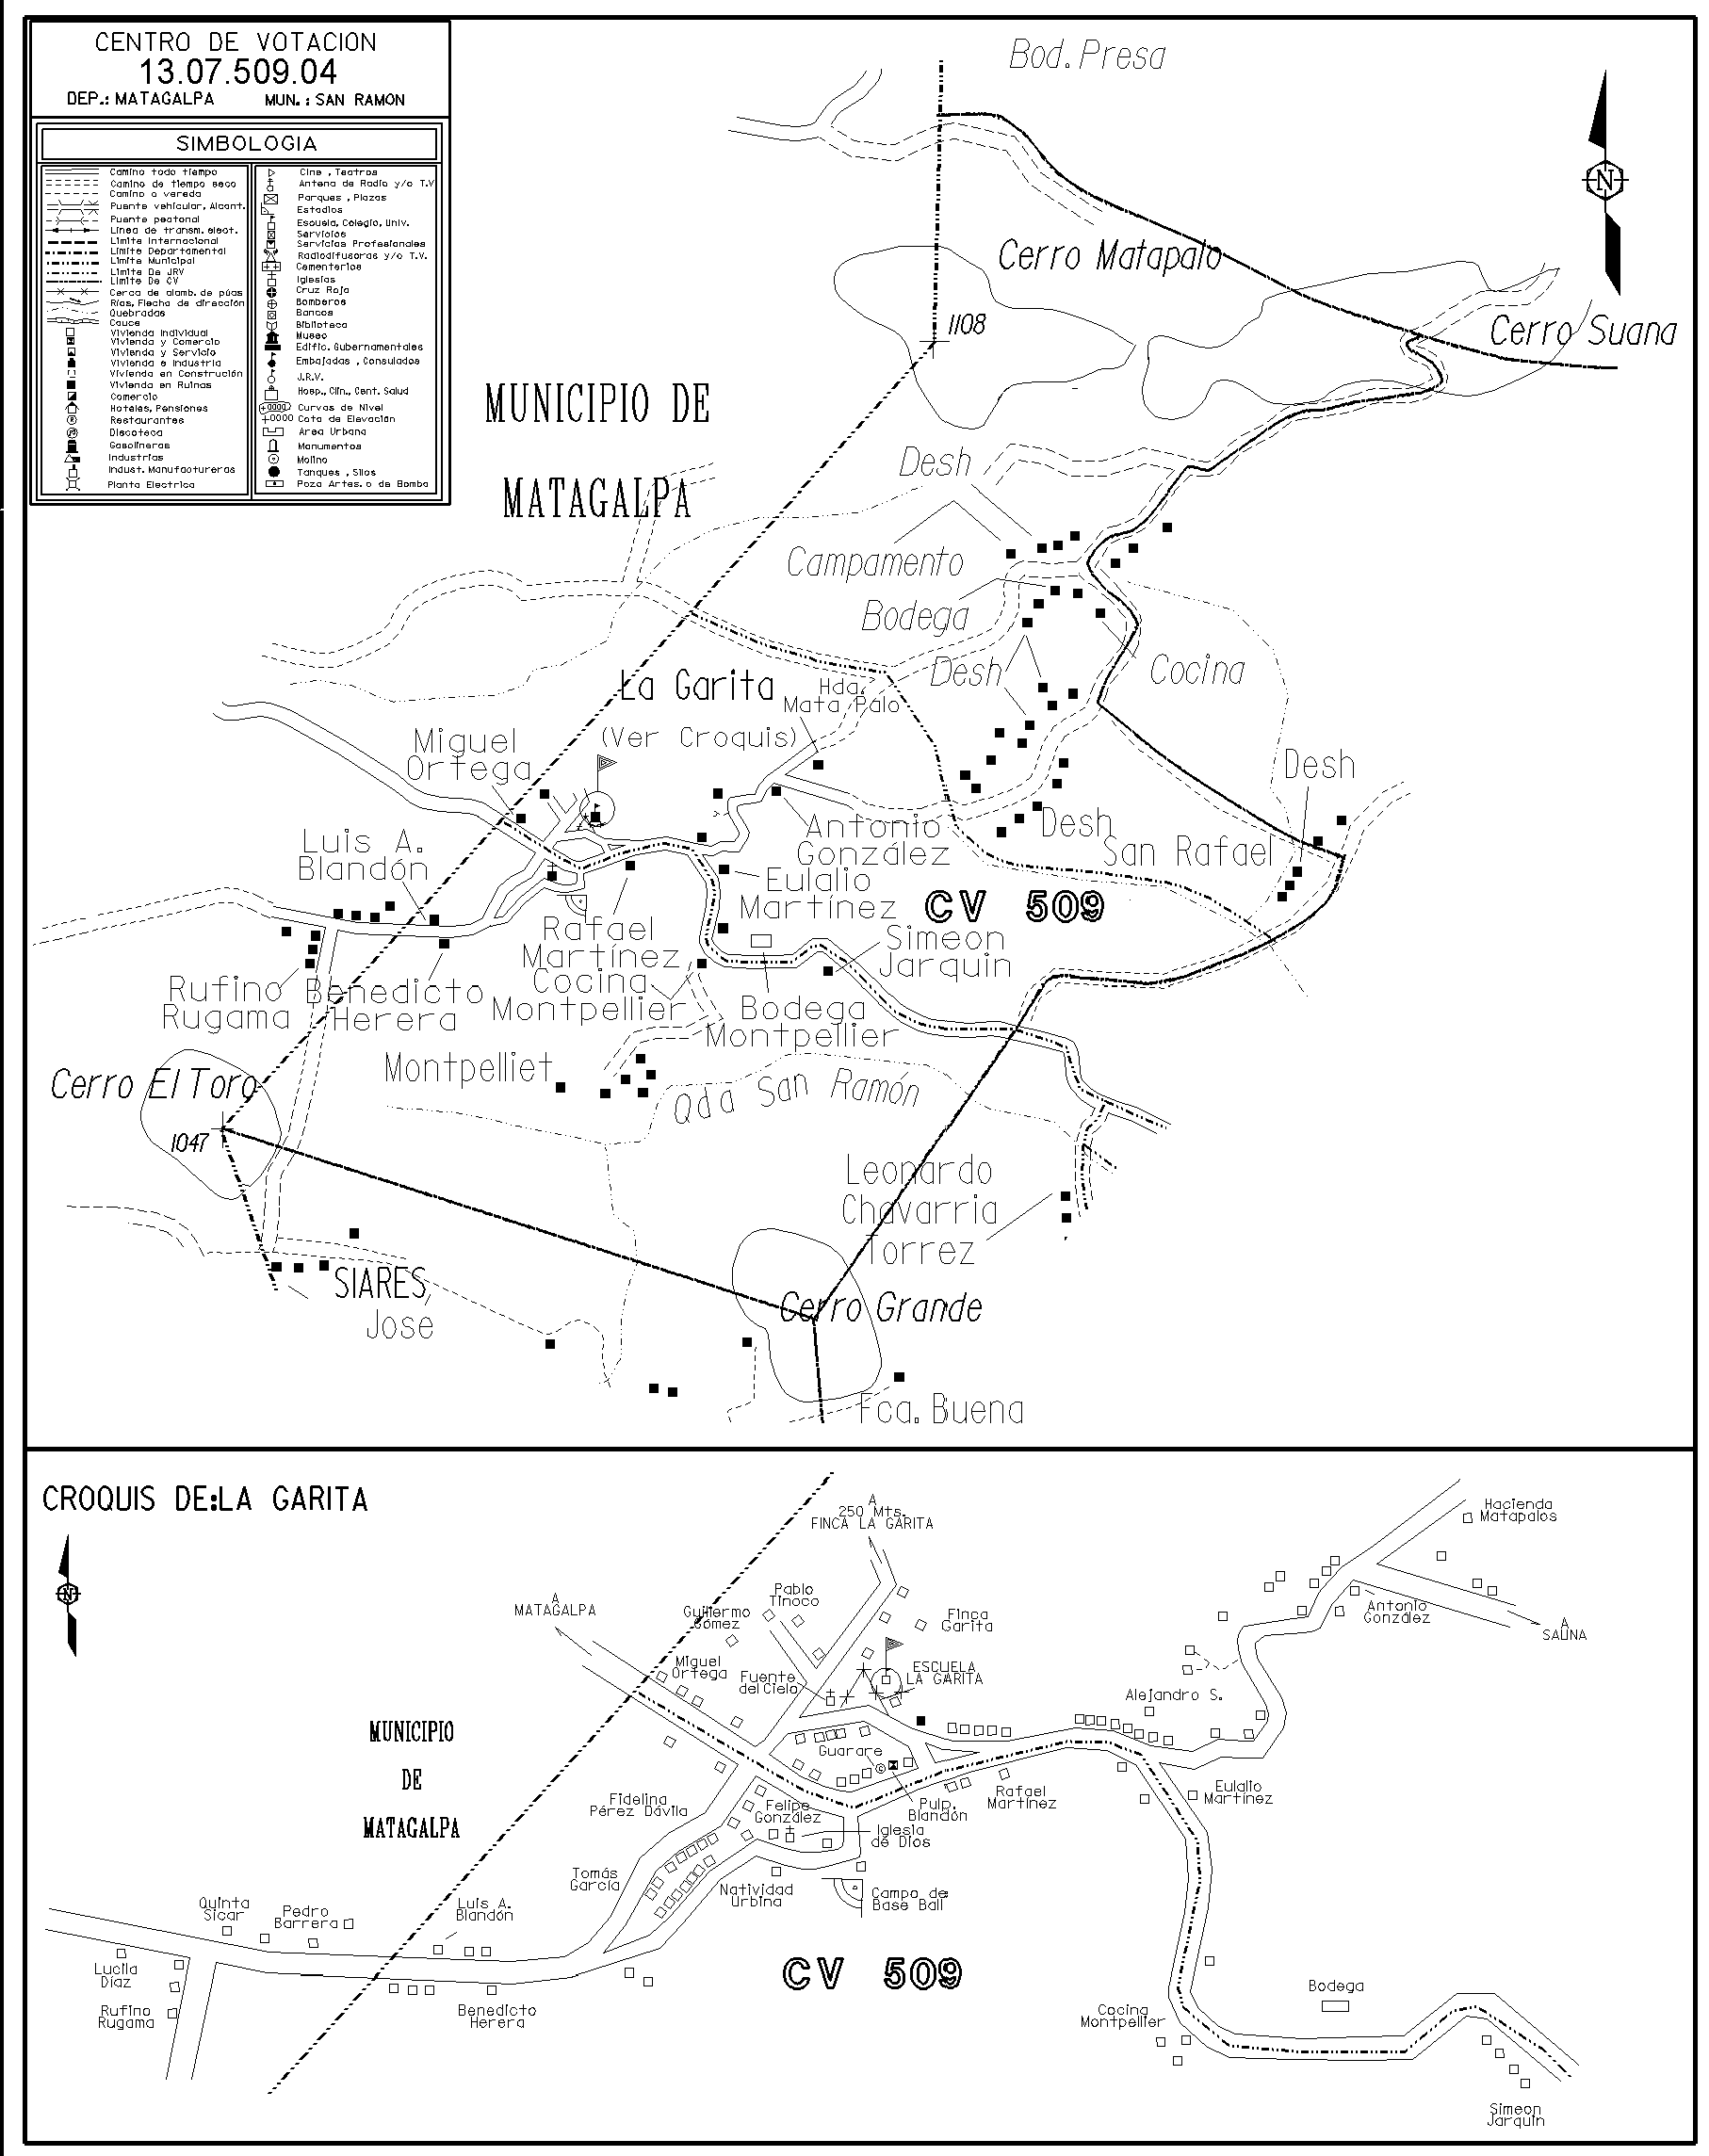 CENTRO DE VOTACION
13.07.509.04
DEP.: MATAGALPA MUN.: SAN RAMON
SIMBOLOGIA
Camino todo tiempo
Camino de tiempo seco
Camino o vereda
Puente vehicular, Alcant.
Puente peatonal
Linea de transm. elect.
Limite Internacional
Limite Departamental
Limite Municipal
Limite De JRV
Limite De CV
Cerca de alamb. de púas
Rios, Flecha de dirección
Quebradas
Cauce
Vivienda Individual
Vivienda y Comercio
Vivienda y Servicio
Vivienda e Industria
Vivienda en Construción
Vivienda en Ruinas
Comercio
Hoteles, Pensiones
Restaurantes
Discoteca
Gasolineras
Industrias
Indust. Manufactureras
Planta Electrica
Cine , Teatros
Antena de Radio y/o T.V
Parques , Plazas
Estadios
Escuela, Colegio, Univ.
Servicios
Servicios Profesionales
Radiodifusoras y/o T.V.
Cementerios
Iglesias
Cruz Roja
Bomberos
Bancos
Biblioteca
Museo
Edific. Gubernamentales
Embajadas , Consulados
J.R.V.
Hosp., Clin., Cent. Salud
Curvas de Nivel
Cota de Elevación
Area Urbana
Monumentos
Molino
Tanques , Silos
Pozo Artes. o de Bomba
Bod. Presa
N
Cerro Matapalo
1108
Cerro Suana
MUNICIPIO DE
MATAGALPA
Desh
Campamento
Bodega
Desh
Cocina
La Garita
Hda.
Mata Palo
(Ver Croquis)
Miguel
Ortega
Desh
Luis A.
Blandón
Antonio
González
Desh
San Rafael
Eulalio
Martínez
CV 509
Rafael
Martínez
Simeon
Jarquin
Cocina
Montpellier
Rufino
Rugama
Benedicto
Herera
Bodega
Montpellier
Cerro El Toro
Montpelliet
Qda San Ramón
1047
Leonardo
Chavarria
Torrez
SIARES
Jose
Cerro Grande
Fca. Buena
CROQUIS DE:LA GARITA
N
A
250 Mts.
FINCA LA GARITA
Hacienda
Matapalos
A
MATAGALPA
Pablo
Tinoco
Guillermo
Gómez
Finca
Garita
Antonio
González
A
SAUNA
Miguel
Ortega
Fuente
del Cielo
ESCUELA
LA GARITA
Alejandro S.
MUNICIPIO
DE
MATAGALPA
Guarare
Fidelina
Pérez Dávila
Felipe
González
Pulp.
Blandón
Rafael
Martínez
Eulalio
Martínez
Iglesia
de Dios
Tomás
García
Natividad
Urbina
Campo de
Base Ball
Quinta
Sicar
Pedro
Barrera
Luis A.
Blandón
Lucila
Díaz
CV 509
Rufino
Rugama
Benedicto
Herera
Cocina
Montpellier
Bodega
Simeon
Jarquin